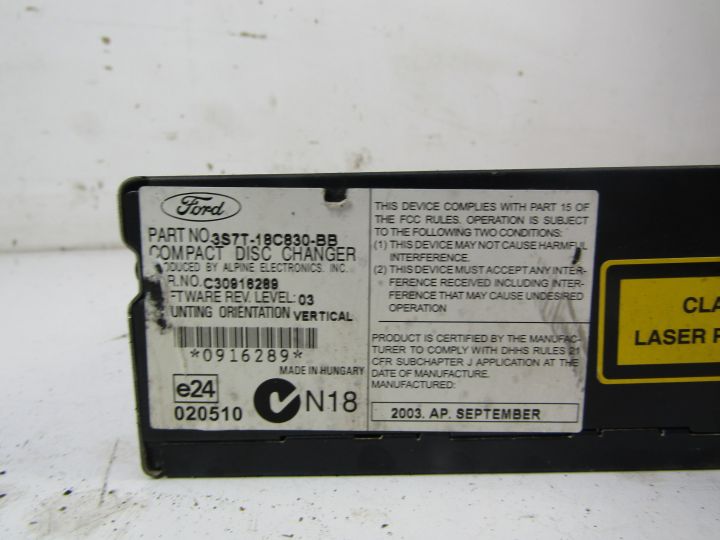 Ford
PART NO. 3S7T-18C830-BB
COMPACT DISC CHANGER
BY ALPINE ELECTRONICS, INC.
NO. C30916289
REV. LEVEL: 03
ORIENTATION VERTICAL
*0916289*
MADE IN HUNGARY
e24
020510
N18
THIS DEVICE COMPLIES WITH PART 15 OF
THE FCC RULES. OPERATION IS SUBJECT
TO THE FOLLOWING TWO CONDITIONS:
(1) THIS DEVICE MAY NOT CAUSE HARMFUL
INTERFERENCE.
(2) THIS DEVICE MUST ACCEPT ANY INTER-
FERENCE RECEIVED INCLUDING INTER-
FERENCE THAT MAY CAUSE UNDESIRED
OPERATION
PRODUCT IS CERTIFIED BY THE MANUFAC-
TURER TO COMPLY WITH DHHS RULES 21
CFR SUBCHAPTER J APPLICATION AT THE
DATE OF MANUFACTURE.
MANUFACTURED:
2003. AP. SEPTEMBER
CLA
LASER P